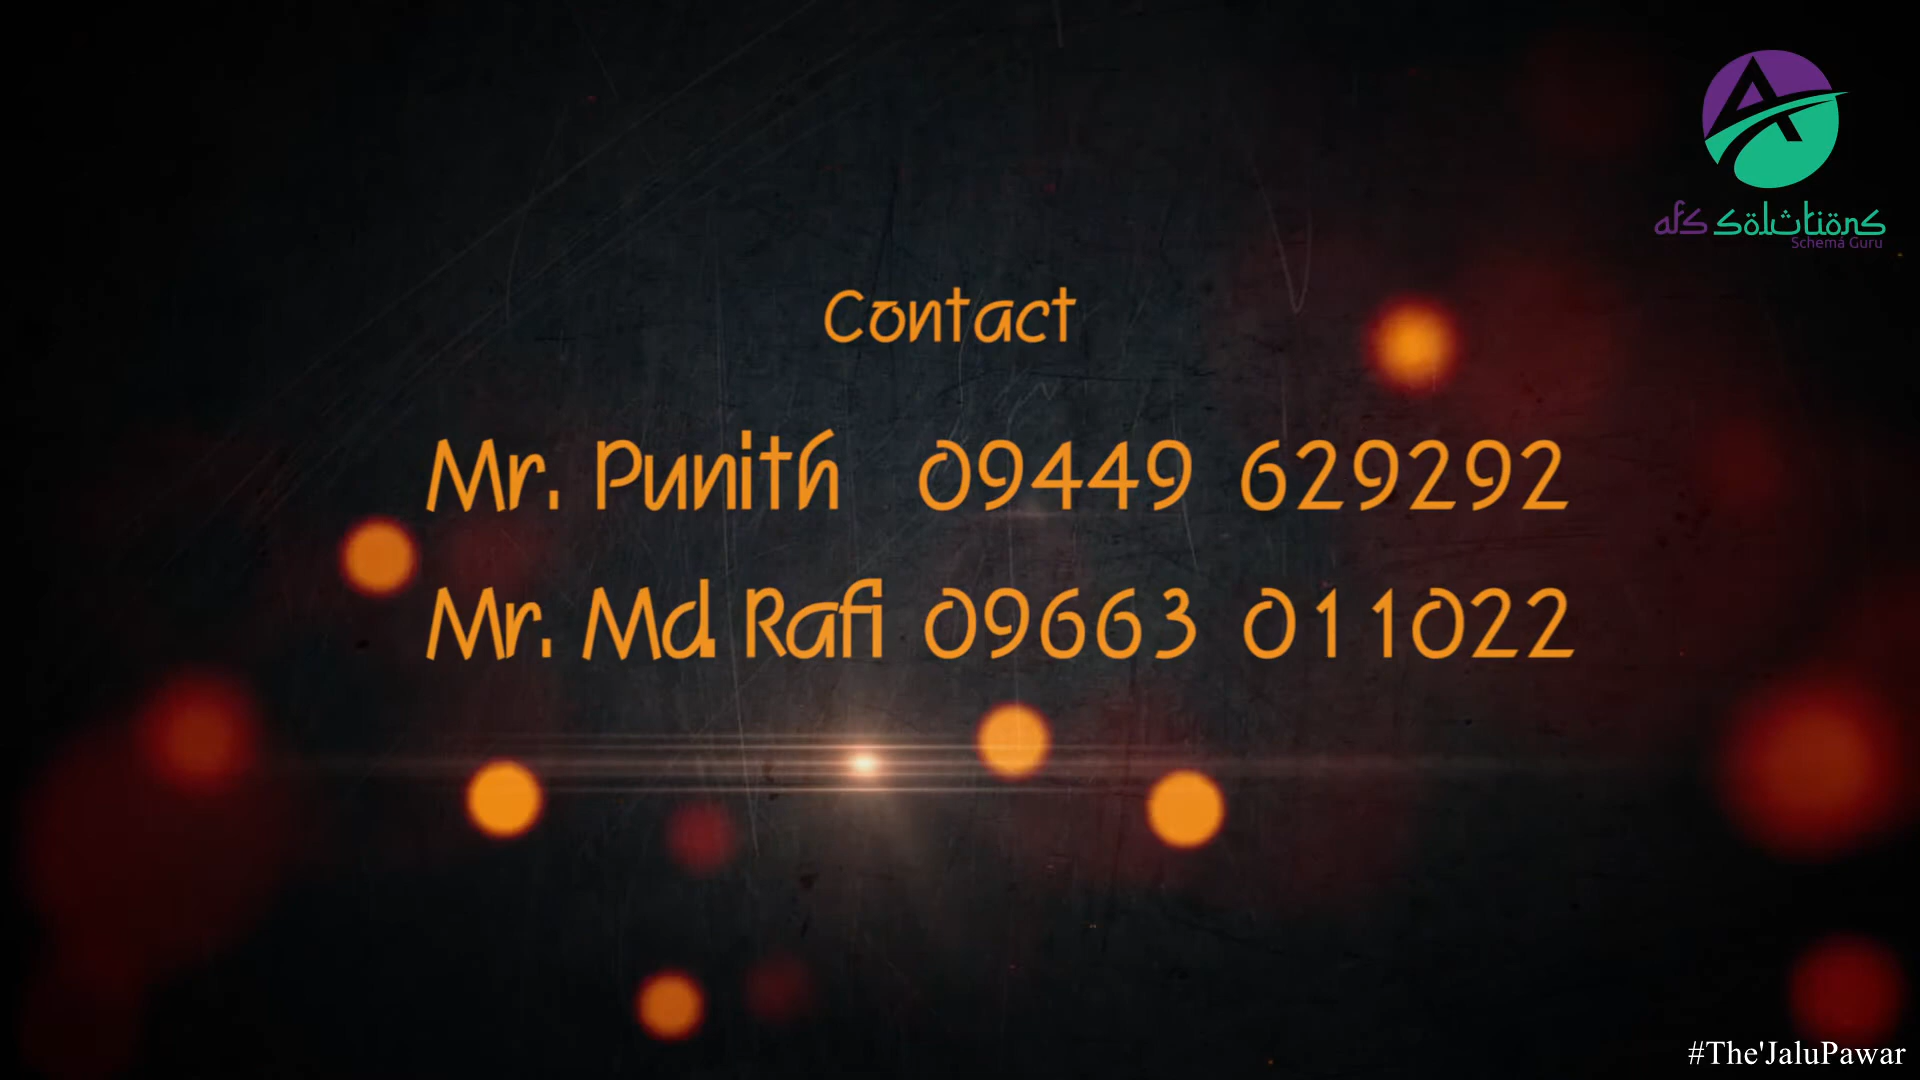 afs solutions
Schema Guru
Contact
Mr. Punith 09449 629292
Mr. Md Rafi 09663 011022
#The'JaluPawar